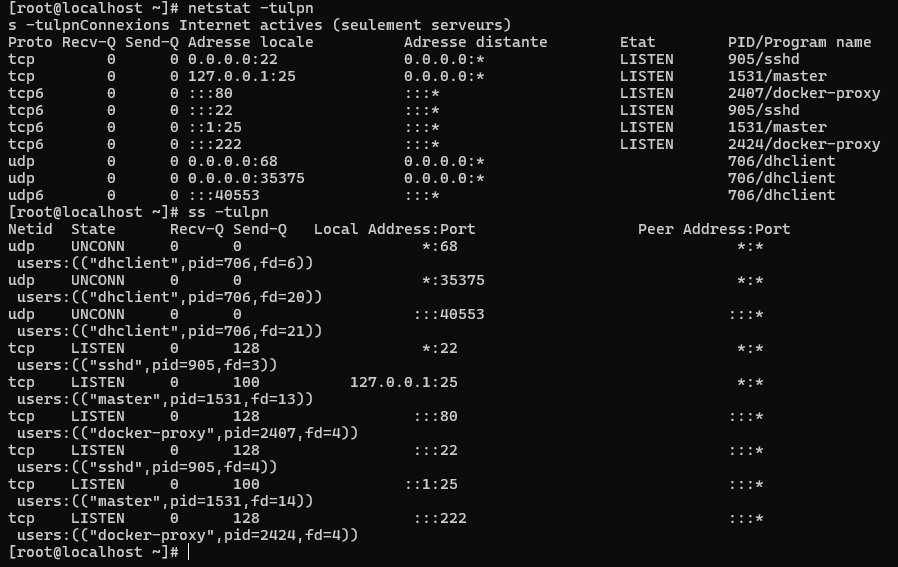 [root@localhost ~]# netstat -tulpn
s -tulpnConnexions Internet actives (seulement serveurs)
Proto Recv-Q Send-Q Adresse locale          Adresse distante        Etat        PID/Program name
tcp        0      0 0.0.0.0:22              0.0.0.0:*               LISTEN      905/sshd
tcp        0      0 127.0.0.1:25            0.0.0.0:*               LISTEN      1531/master
tcp6       0      0 :::80                   :::*                    LISTEN      2407/docker-proxy
tcp6       0      0 :::22                   :::*                    LISTEN      905/sshd
tcp6       0      0 ::1:25                  :::*                    LISTEN      1531/master
tcp6       0      0 :::222                  :::*                    LISTEN      2424/docker-proxy
udp        0      0 0.0.0.0:68              0.0.0.0:*                           706/dhclient
udp        0      0 0.0.0.0:35375           0.0.0.0:*                           706/dhclient
udp6       0      0 :::40553                :::*                                706/dhclient
[root@localhost ~]# ss -tulpn
Netid  State      Recv-Q Send-Q   Local Address:Port                  Peer Address:Port
udp    UNCONN     0      0                    *:68                               *:*
 users:(("dhclient",pid=706,fd=6))
udp    UNCONN     0      0                    *:35375                            *:*
 users:(("dhclient",pid=706,fd=20))
udp    UNCONN     0      0                   :::40553                           :::*
 users:(("dhclient",pid=706,fd=21))
tcp    LISTEN     0      128                  *:22                               *:*
 users:(("sshd",pid=905,fd=3))
tcp    LISTEN     0      100          127.0.0.1:25                               *:*
 users:(("master",pid=1531,fd=13))
tcp    LISTEN     0      128                 :::80                              :::*
 users:(("docker-proxy",pid=2407,fd=4))
tcp    LISTEN     0      128                 :::22                              :::*
 users:(("sshd",pid=905,fd=4))
tcp    LISTEN     0      100                ::1:25                              :::*
 users:(("master",pid=1531,fd=14))
tcp    LISTEN     0      128                 :::222                             :::*
 users:(("docker-proxy",pid=2424,fd=4))
[root@localhost ~]#